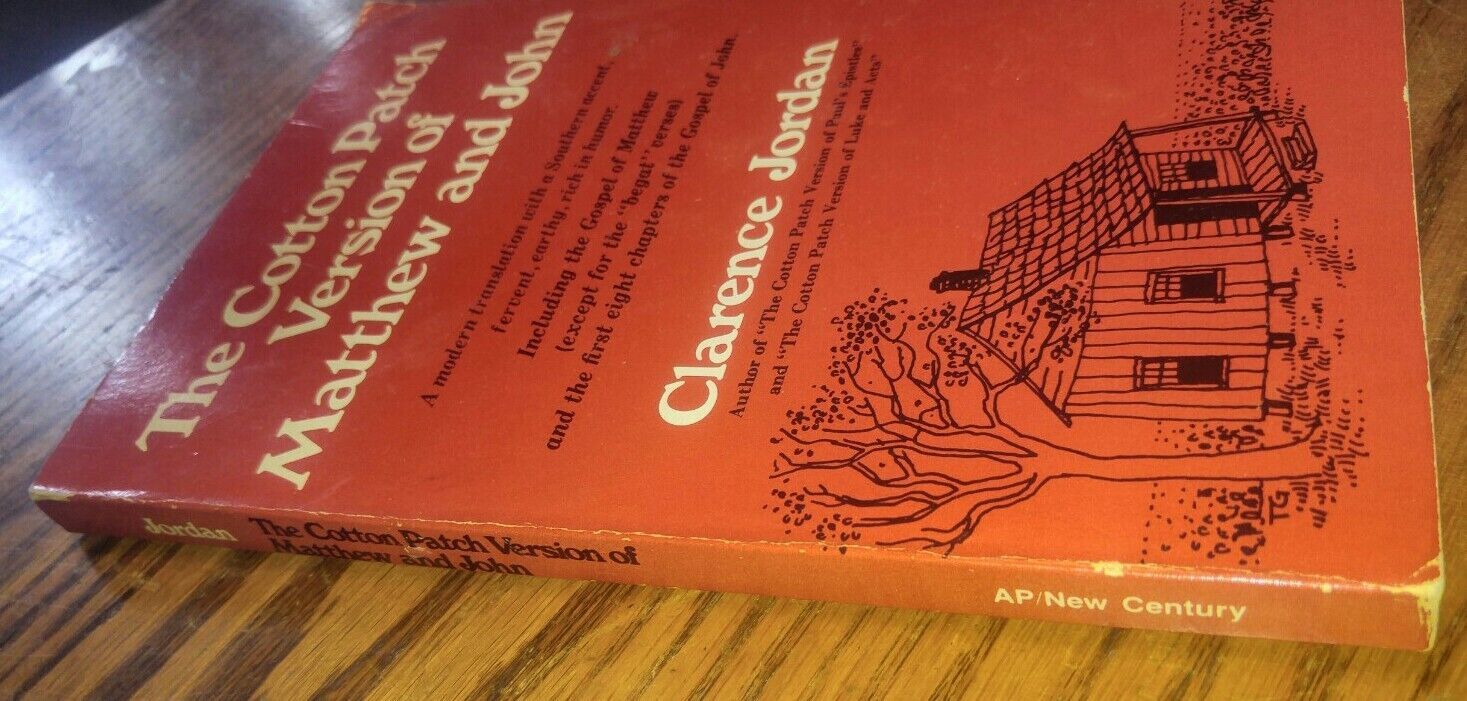 The Cotton Patch
Version of
Matthew and John
A modern translation with a Southern accent,
fervent, earthy, rich in humor.
Including the Gospel of Matthew
(except for the "begat" verses)
and the first eight chapters of the Gospel of John
Clarence Jordan
Author of "The Cotton Patch Version of Paul's Epistles"
and "The Cotton Patch Version of Luke and Acts"
TG
Jordan
The Cotton Patch Version of
Matthew and John
AP/New Century